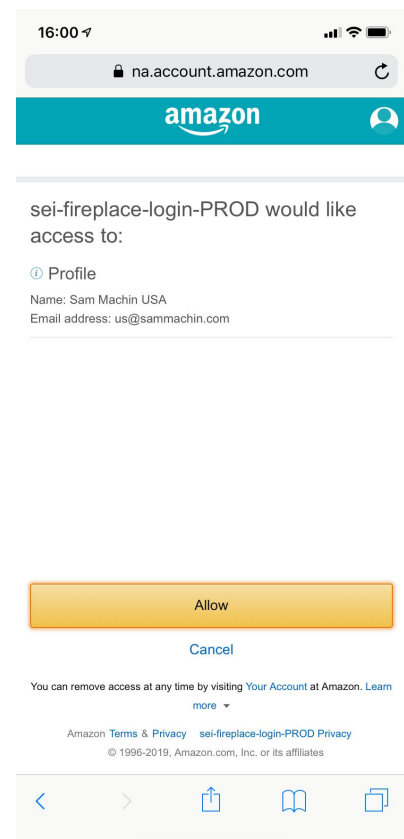 16:00
na.account.amazon.com
amazon
sei-fireplace-login-PROD would like
access to:
Profile
Name: Sam Machin USA
Email address: us@sammachin.com
Allow
Cancel
You can remove access at any time by visiting Your Account at Amazon. Learn
more
Amazon Terms & Privacy sei-fireplace-login-PROD Privacy
© 1996-2019, Amazon.com, Inc. or its affiliates